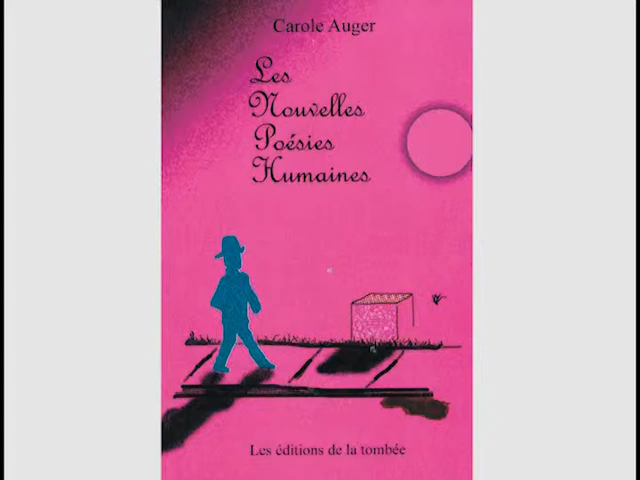 Carole Auger
Les
Nouvelles
Poésies
Humaines
Les éditions de la tombée